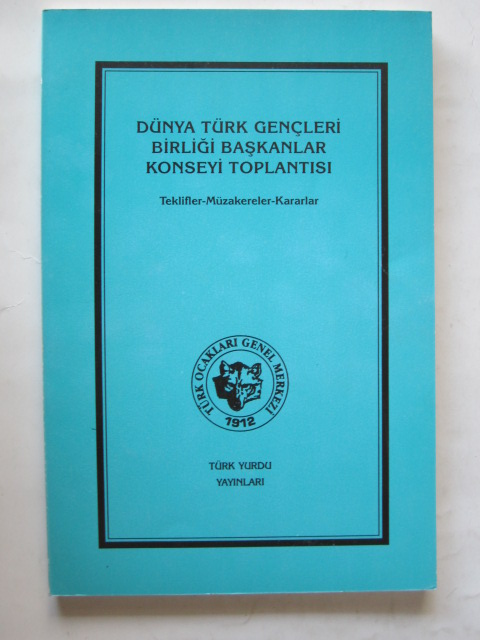 DÜNYA TÜRK GENÇLERİ
BİRLİĞİ BAŞKANLAR
KONSEYİ TOPLANTISI
Teklifler-Müzakereler-Kararlar
TÜRK OCAKLARI GENEL MERKEZİ
1912
TÜRK YURDU
YAYINLARI